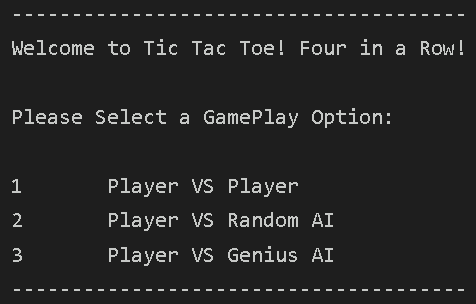 ---------------------------------------
Welcome to Tic Tac Toe! Four in a Row!
Please Select a GamePlay Option:
1 Player VS Player
2 Player VS Random AI
3 Player VS Genius AI
---------------------------------------